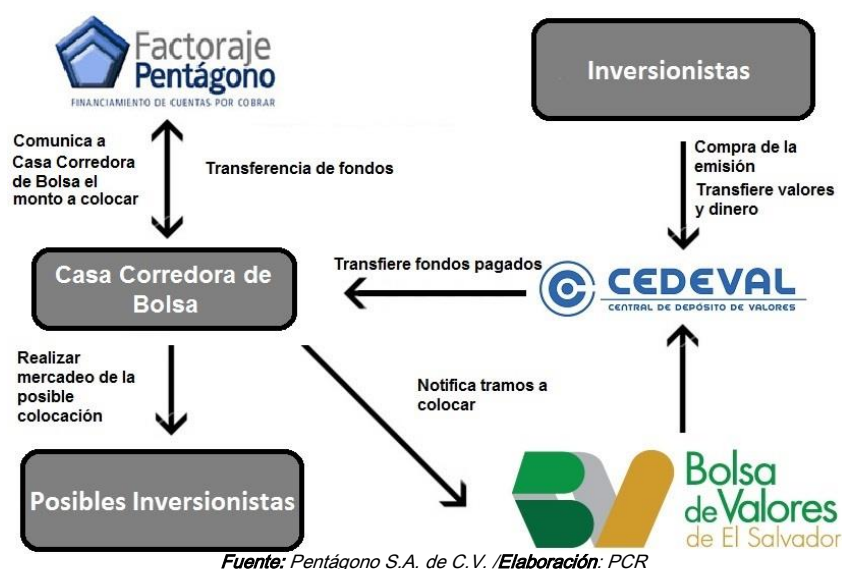 Factoraje
Pentágono
FINANCIAMIENTO DE CUENTAS POR COBRAR
Inversionistas
Comunica a
Casa Corredora
de Bolsa el
monto a colocar
Transferencia de fondos
Compra de la
emisión
Transfiere valores
y dinero
Casa Corredora de
Bolsa
Transfiere fondos pagados
CEDEVAL
CENTRAL DE DEPÓSITO DE VALORES
Realizar
mercadeo de la
posible
colocación
Notifica tramos a
colocar
Posibles Inversionistas
BV
Bolsa
de Valores
de El Salvador
Fuente: Pentágono S.A. de C.V. /Elaboración: PCR